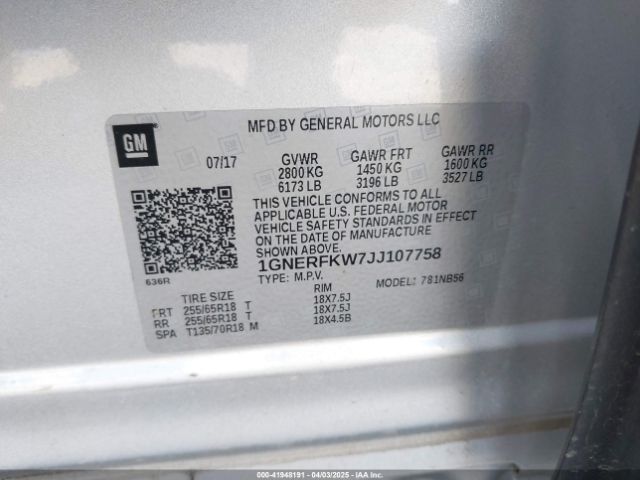 GM
MFD BY GENERAL MOTORS LLC
07/17 GVWR GAWR FRT GAWR RR
2800 KG 1450 KG 1600 KG
6173 LB 3196 LB 3527 LB
THIS VEHICLE CONFORMS TO ALL
APPLICABLE U.S. FEDERAL MOTOR
VEHICLE SAFETY STANDARDS IN EFFECT
ON THE DATE OF MANUFACTURE
SHOWN ABOVE.
1GNERFKW7JJ107758
636R
TYPE: M.P.V. MODEL: 781NB56
TIRE SIZE RIM
FRT 255/65R18 T 18X7.5J
RR 255/65R18 T 18X7.5J
SPA T135/70R18 M 18X4.5B
000-41948191 - 04/03/2025 - IAAI.COM